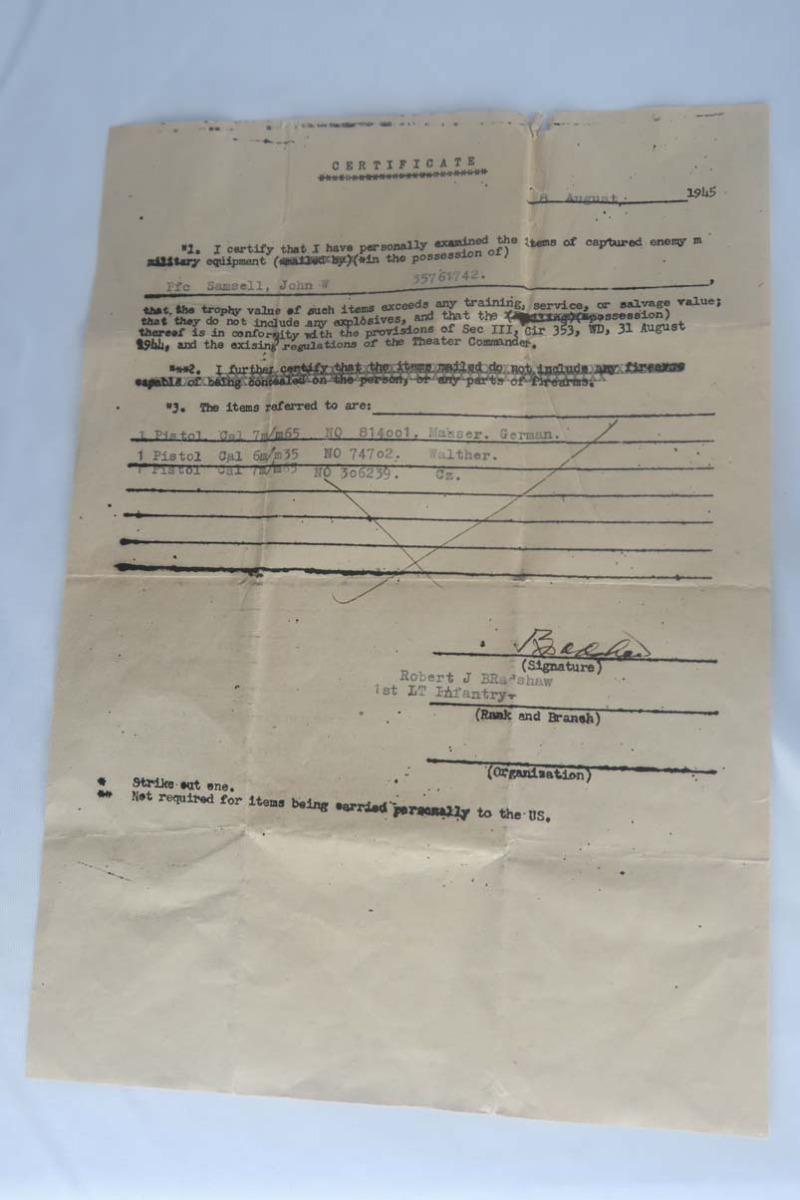 CERTIFICATE
8 August, 1945
"1. I certify that I have personally examined the items of captured enemy m
military equipment (mailed by)(*in the possession of)
Pfc Samsell, John W 35761742.
that the trophy value of such items exceeds any training, service, or salvage value;
that they do not include any explosives, and that the (possession)
thereof is in conformity with the provisions of Sec III, Cir 353, WD, 31 August
1944, and the exising regulations of the Theater Commander.
"**2. I further certify that the items mailed do not include any firearms
capable of being concealed on the person, or any parts of firearms.
"3. The items referred to are:
1 Pistol Cal 7m/m65 NO 814001. Mauser. German.
1 Pistol Cal 6m/m35 NO 74702. Walther.
1 Pistol Cal 7m/m65 NO 306239. Cz.
Bradshaw
(Signature)
Robert J BRadshaw
1st LT Infantry
(Rank and Branch)
(Organization)
* Strike out one.
** Not required for items being carried personally to the US.